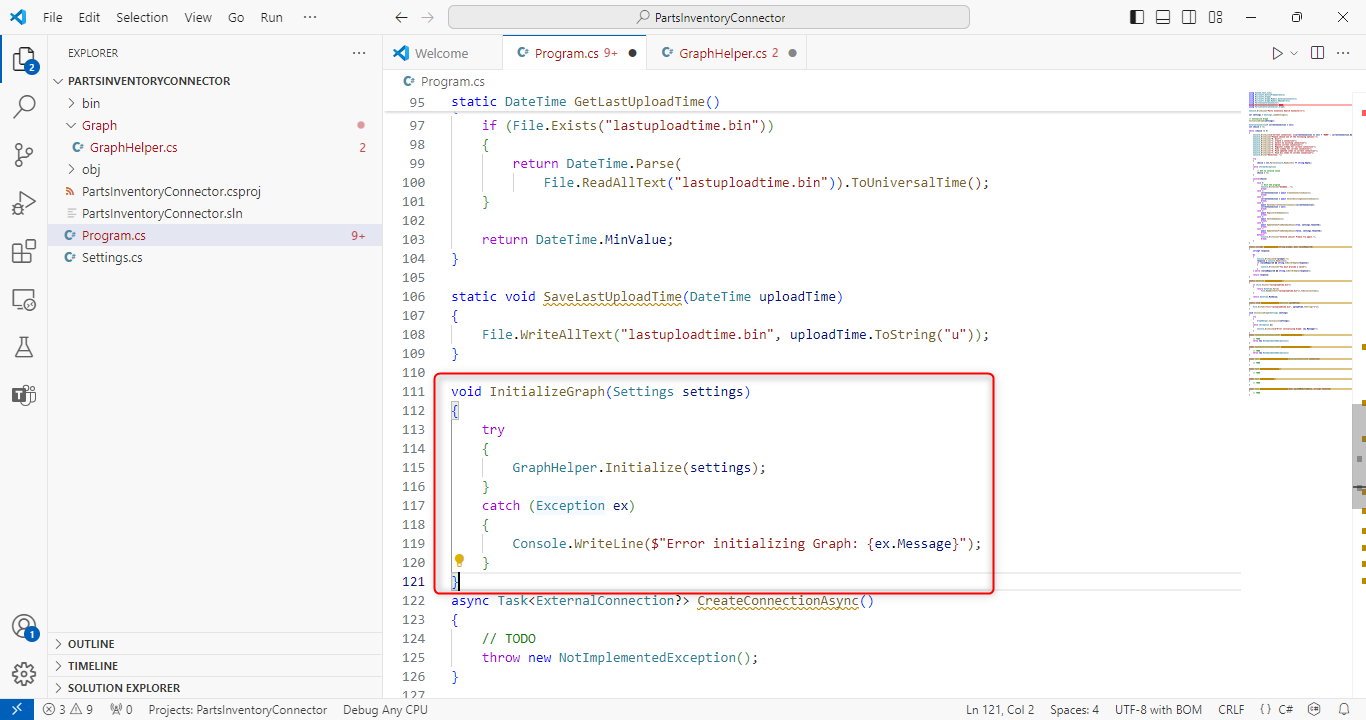 File Edit Selection View Go Run ··· PartsInventoryConnector
EXPLORER ···
PARTSINVENTORYCONNECTOR
bin
Graph
GraphHelper.cs 2
obj
PartsInventoryConnector.csproj
PartsInventoryConnector.sln
Program.cs 9+
Settings.cs
OUTLINE
TIMELINE
SOLUTION EXPLORER
2
1
Welcome Program.cs 9+ GraphHelper.cs 2
Program.cs
95 static DateTime GetLastUploadTime()
97 if (File.Exists("lastuploadtime.bin"))
98 {
99 return DateTime.Parse(
100 File.ReadAllText("lastuploadtime.bin")).ToUniversalTime();
101 }
102
103 return DateTime.MinValue;
104 }
105
106 static void SaveLastUploadTime(DateTime uploadTime)
107 {
108 File.WriteAllText("lastuploadtime.bin", uploadTime.ToString("u"));
109 }
110
111 void InitializeGraph(Settings settings)
112 {
113 try
114 {
115 GraphHelper.Initialize(settings);
116 }
117 catch (Exception ex)
118 {
119 Console.WriteLine($"Error initializing Graph: {ex.Message}");
120 }
121 }
122 async Task<ExternalConnection?> CreateConnectionAsync()
123 {
124 // TODO
125 throw new NotImplementedException();
126 }
127
3 9 0 Projects: PartsInventoryConnector Debug Any CPU Ln 121, Col 2 Spaces: 4 UTF-8 with BOM CRLF {} C#